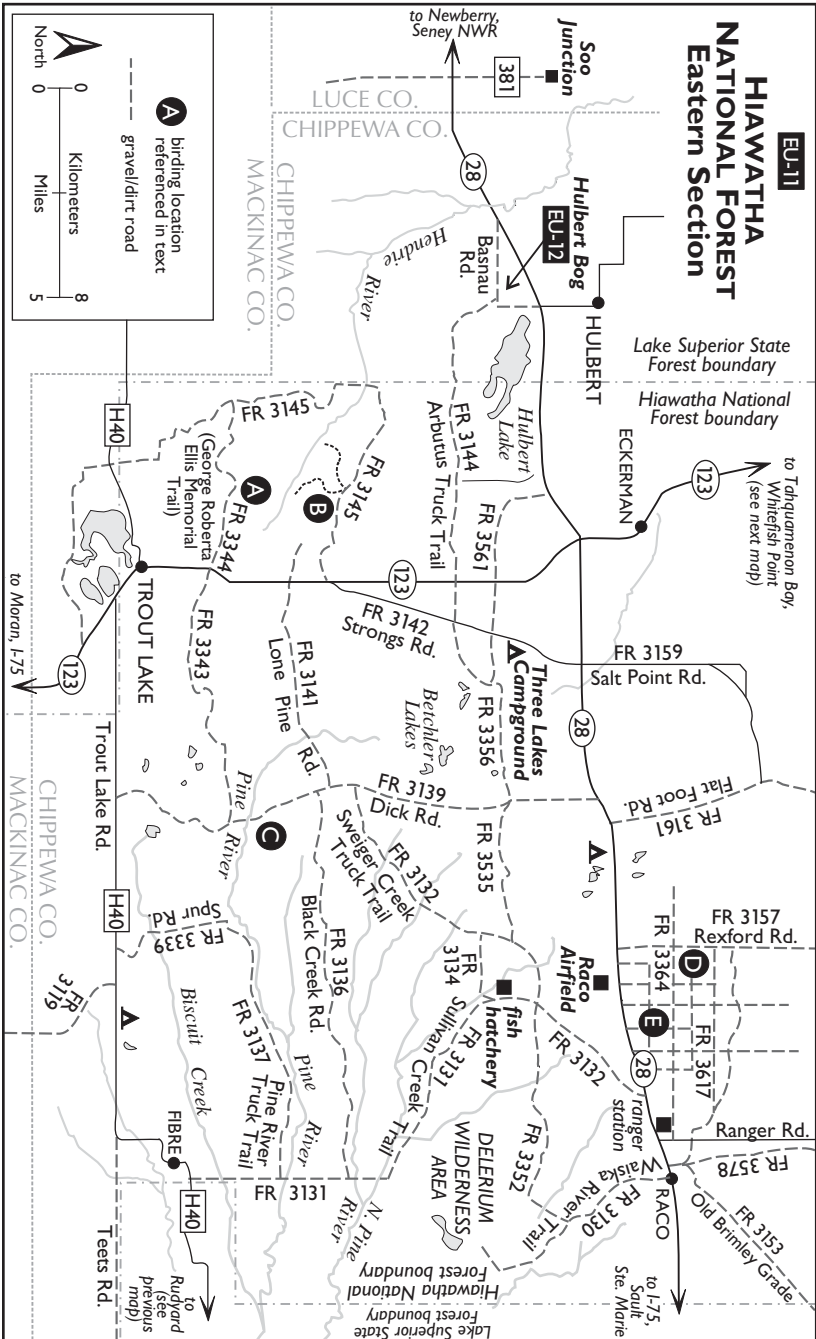 EU-11
HIAWATHA
NATIONAL FOREST
Eastern Section
to Newberry,
Seney NWR
Soo
Junction
381
LUCE CO.
CHIPPEWA CO.
28
Hulbert Bog
EU-12
Basnau
Rd.
HULBERT
Hendrie
River
CHIPPEWA CO.
MACKINAC CO.
Lake Superior State
Forest boundary
Hiawatha National
Forest boundary
to Tahquamenon Bay,
Whitefish Point
(see next map)
123
ECKERMAN
Hulbert
Lake
FR 3144
Arbutus Truck Trail
FR 3561
FR 3145
FR 3145
B
A
FR 3344
(George Roberta
Ellis Memorial
Trail)
H40
TROUT LAKE
123
to Moran, I-75
123
FR 3142
Strongs Rd.
FR 3159
Salt Point Rd.
Three Lakes
Campground
28
FR 3141
Lone Pine
Rd.
FR 3343
Betchler
Lakes
FR 3356
FR 3139
Dick Rd.
Flat Foot Rd.
FR 3161
Pine
River
C
Trout Lake Rd.
CHIPPEWA CO.
MACKINAC CO.
H40
FR 3535
FR 3132
Sweiger Creek
Truck Trail
FR 3136
Black Creek Rd.
FR 3339
Spur Rd.
FR
3119
FR 3157
Rexford Rd.
D
FR
3364
E
FR
3617
Raco
Airfield
FR
3134
fish
hatchery
FR 3131
Sullivan Creek
Trail
FR 3132
28
ranger
station
Ranger Rd.
FR 3352
FR 3137
Pine River
Truck Trail
Pine
River
Biscuit
Creek
FIBRE
H40
DELERIUM
WILDERNESS
AREA
Waiska River Trail
FR 3130
RACO
FR 3578
FR 3153
Old Brimley Grade
FR 3131
N. Pine
River
Hiawatha National
Forest boundary
Lake Superior State
Forest boundary
to I-75,
Sault
Ste. Marie
Teets Rd.
to
Rudyard
(see
previous
map)
A
birding location
referenced in text
gravel/dirt road
North
0
8
Kilometers
Miles
0
5